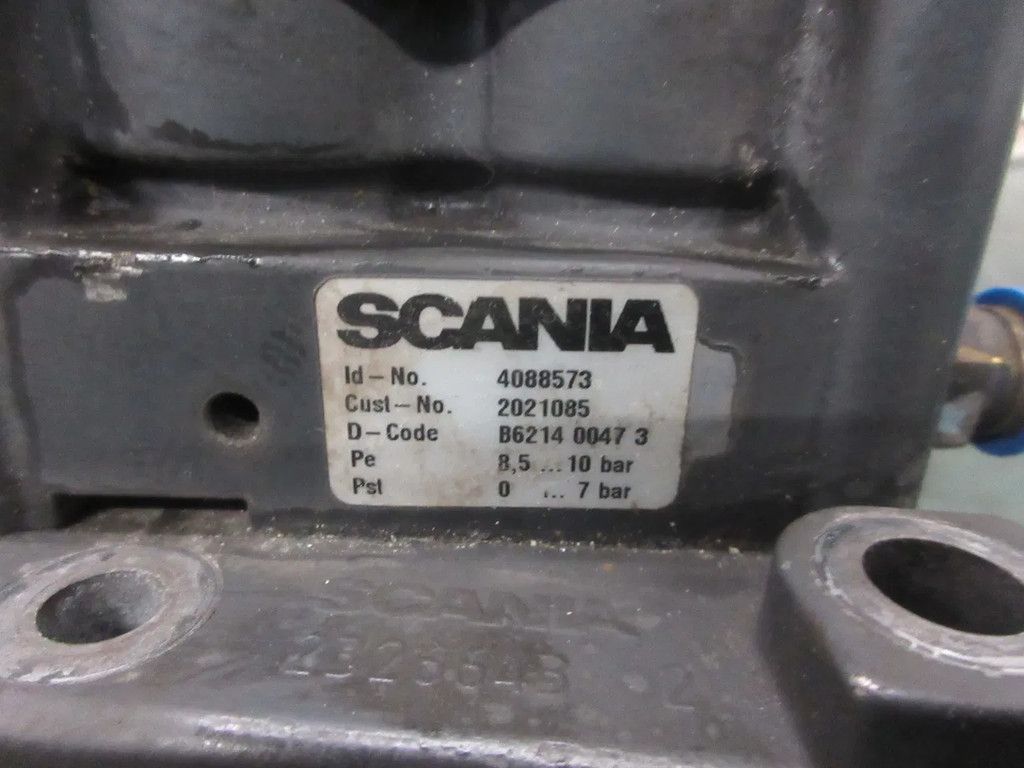 SCANIA
Id-No. 4088573
Cust-No. 2021085
D-Code B6214 0047 3
Pe 8,5 ... 10 bar
Pst 0 ... 7 bar
SCANIA